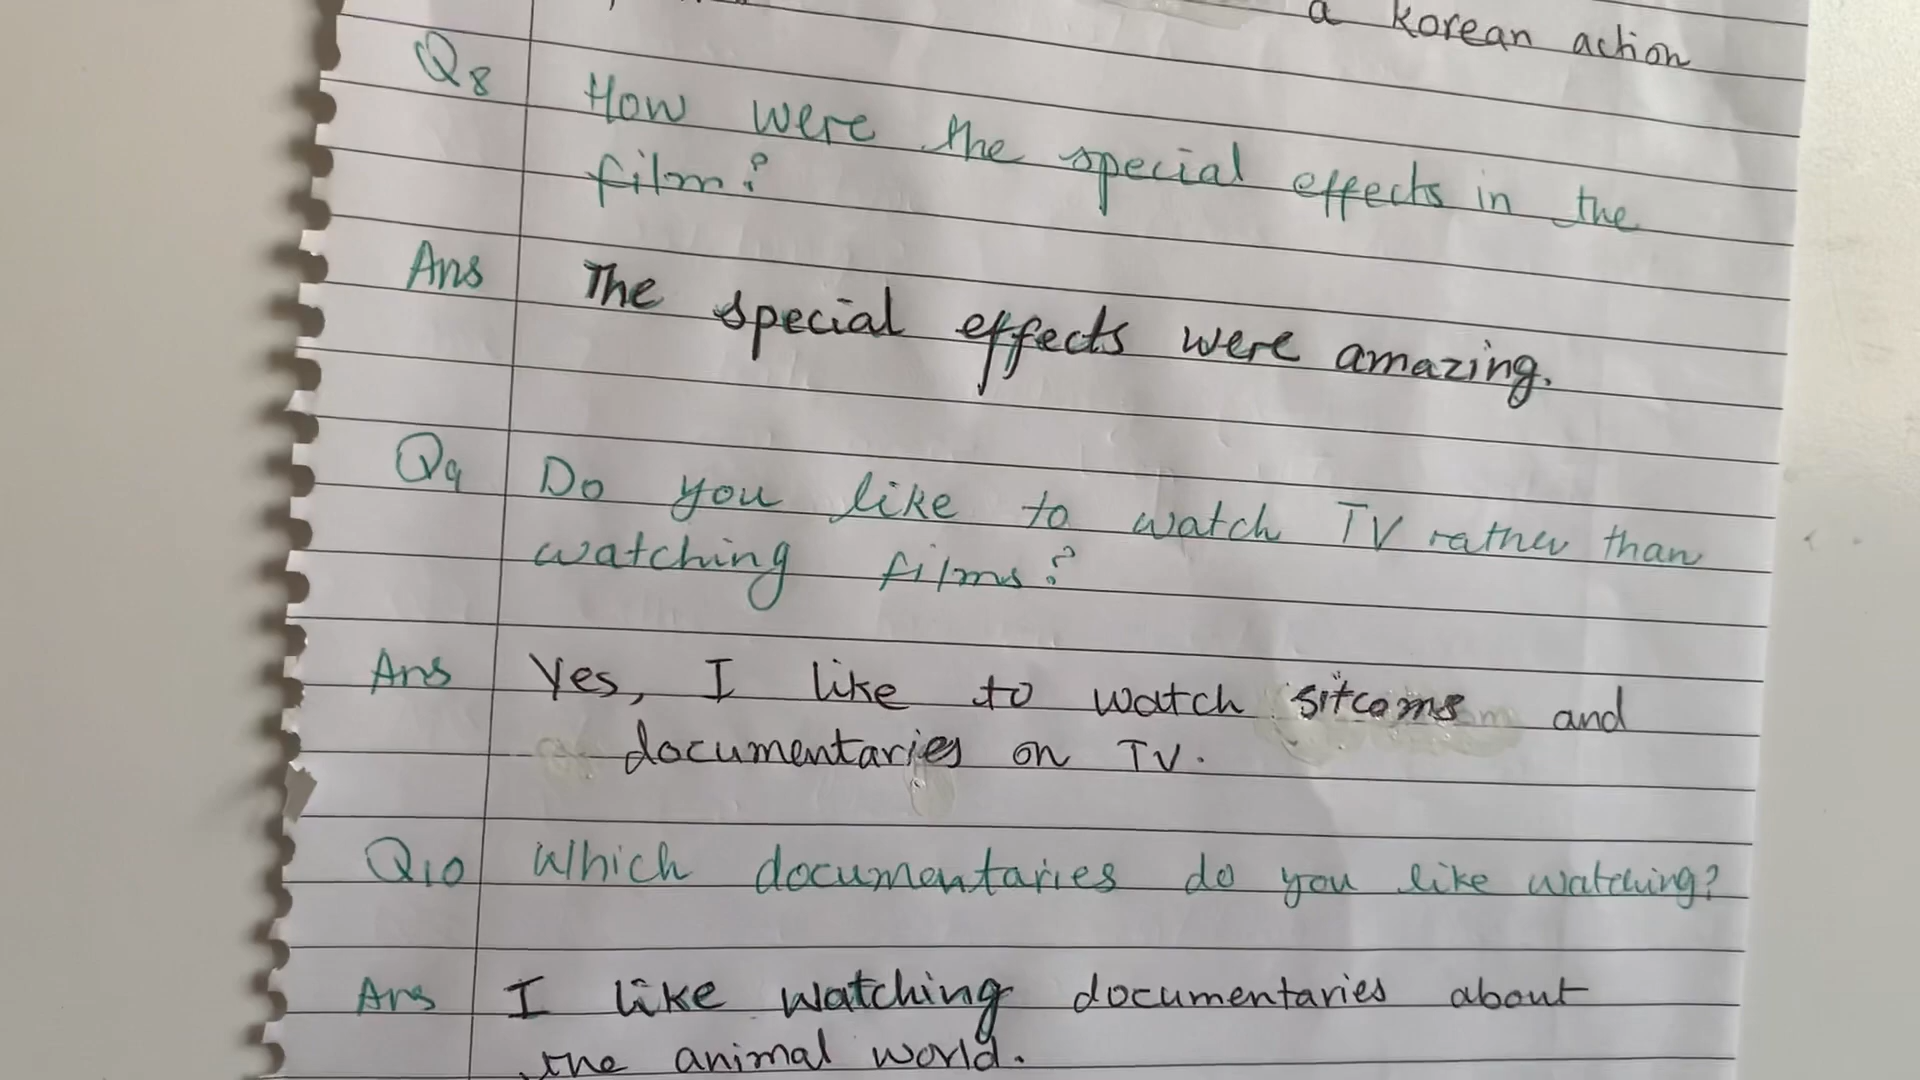 a korean action
Q8 How were the special effects in the
film?
Ans The special effects were amazing.
Q9 Do you like to watch TV rather than
watching films?
Ans Yes, I like to watch sitcoms and
documentaries on TV.
Q10 Which documentaries do you like watching?
Ans I like watching documentaries about
the animal world.